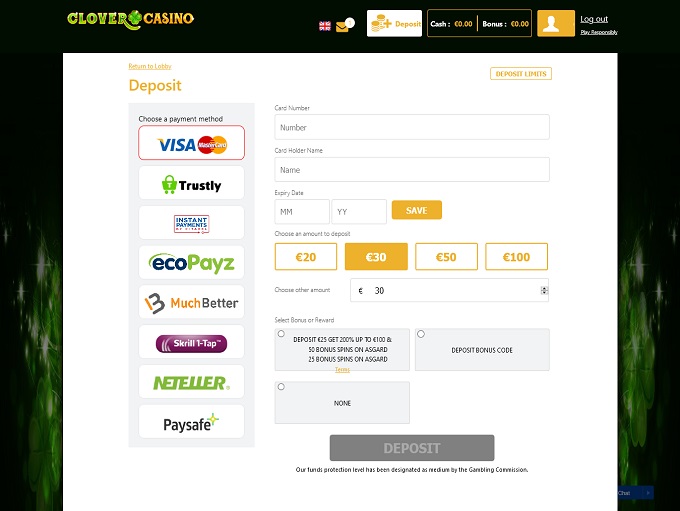 CLOVER CASINO
Deposit
Cash : €0.00
Bonus : €0.00
Log out
Play Responsibly
Return to Lobby
Deposit
DEPOSIT LIMITS
Choose a payment method
VISA MasterCard
Trustly
INSTANT
PAYMENTS
BY CITADEL
ecoPayz
MuchBetter
Skrill 1-Tap™
NETELLER®
Paysafe
Card Number
Number
Card Holder Name
Name
Expiry Date
MM
YY
SAVE
Choose an amount to deposit
€20
€30
€50
€100
Choose other amount
€ 30
Select Bonus or Reward
DEPOSIT €25 GET 200% UP TO €100 &
50 BONUS SPINS ON ASGARD
25 BONUS SPINS ON ASGARD
Terms
DEPOSIT BONUS CODE
NONE
DEPOSIT
Our funds protection level has been designated as medium by the Gambling Commission.
Chat